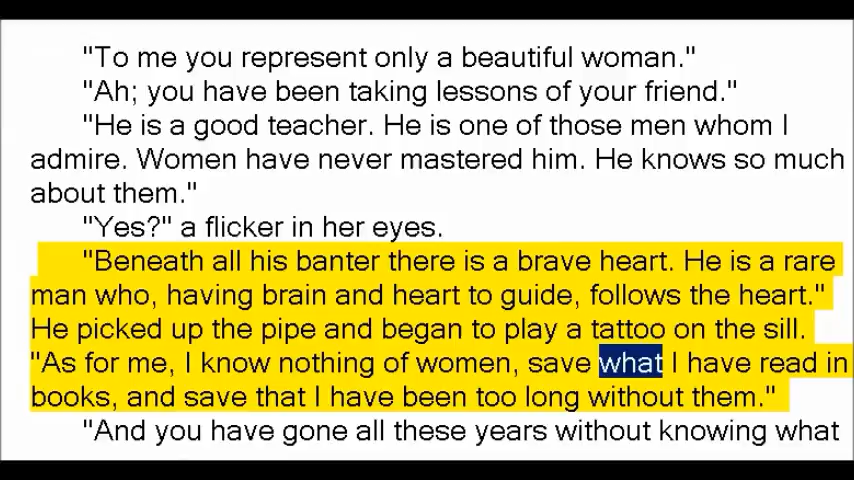 "To me you represent only a beautiful woman."
"Ah; you have been taking lessons of your friend."
"He is a good teacher. He is one of those men whom I
admire. Women have never mastered him. He knows so much
about them."
"Yes?" a flicker in her eyes.
"Beneath all his banter there is a brave heart. He is a rare
man who, having brain and heart to guide, follows the heart."
He picked up the pipe and began to play a tattoo on the sill.
"As for me, I know nothing of women, save what I have read in
books, and save that I have been too long without them."
"And you have gone all these years without knowing what